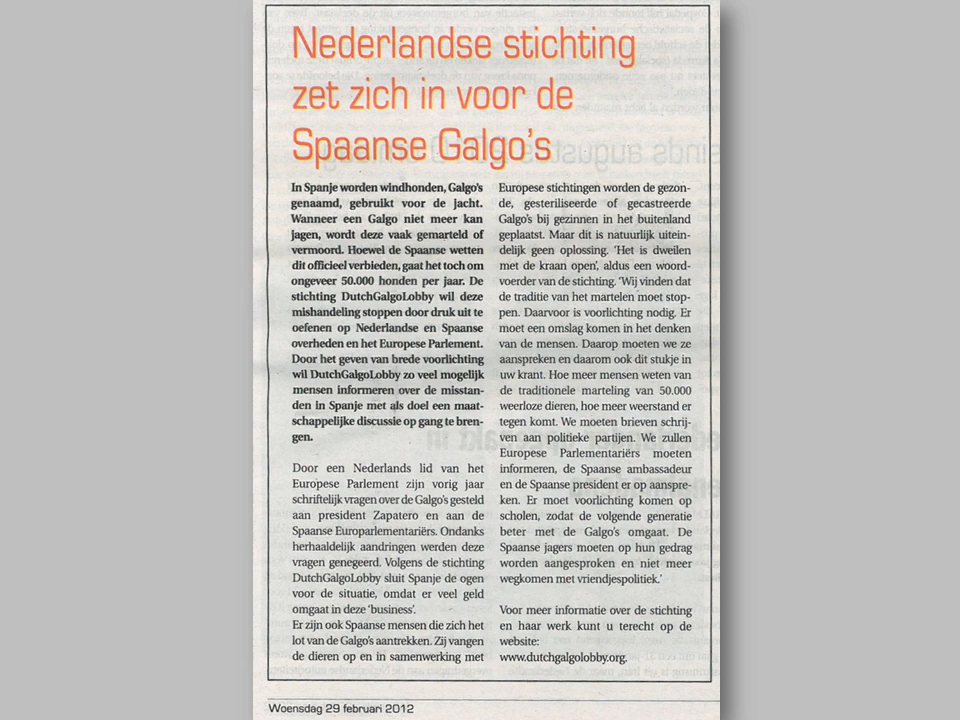 Nederlandse stichting
zet zich in voor de
Spaanse Galgo's
In Spanje worden windhonden, Galgo's
genaamd, gebruikt voor de jacht.
Wanneer een Galgo niet meer kan
jagen, wordt deze vaak gemarteld of
vermoord. Hoewel de Spaanse wetten
dit officieel verbieden, gaat het toch om
ongeveer 50.000 honden per jaar. De
stichting DutchGalgoLobby wil deze
mishandeling stoppen door druk uit te
oefenen op Nederlandse en Spaanse
overheden en het Europese Parlement.
Door het geven van brede voorlichting
wil DutchGalgoLobby zo veel mogelijk
mensen informeren over de misstan-
den in Spanje met als doel een maat-
schappelijke discussie op gang te bren-
gen.
Door een Nederlands lid van het
Europese Parlement zijn vorig jaar
schriftelijk vragen over de Galgo's gesteld
aan president Zapatero en aan de
Spaanse Europarlementariërs. Ondanks
herhaaldelijk aandringen werden deze
vragen genegeerd. Volgens de stichting
DutchGalgoLobby sluit Spanje de ogen
voor de situatie, omdat er veel geld
omgaat in deze 'business'.
Er zijn ook Spaanse mensen die zich het
lot van de Galgo's aantrekken. Zij vangen
de dieren op en in samenwerking met
Europese stichtingen worden de gezon-
de, gesteriliseerde of gecastreerde
Galgo's bij gezinnen in het buitenland
geplaatst. Maar dit is natuurlijk uitein-
delijk geen oplossing. 'Het is dweilen
met de kraan open', aldus een woord-
voerder van de stichting. 'Wij vinden dat
de traditie van het martelen moet stop-
pen. Daarvoor is voorlichting nodig. Er
moet een omslag komen in het denken
van de mensen. Daarop moeten we ze
aanspreken en daarom ook dit stukje in
uw krant. Hoe meer mensen weten van
de traditionele marteling van 50.000
weerloze dieren, hoe meer weerstand er
tegen komt. We moeten brieven schrij-
ven aan politieke partijen. We zullen
Europese Parlementariërs moeten
informeren, de Spaanse ambassadeur
en de Spaanse president er op aanspre-
ken. Er moet voorlichting komen op
scholen, zodat de volgende generatie
beter met de Galgo's omgaat. De
Spaanse jagers moeten op hun gedrag
worden aangesproken en niet meer
wegkomen met vriendjespolitiek.'
Voor meer informatie over de stichting
en haar werk kunt u terecht op de
website:
www.dutchgalgolobby.org.
Woensdag 29 februari 2012